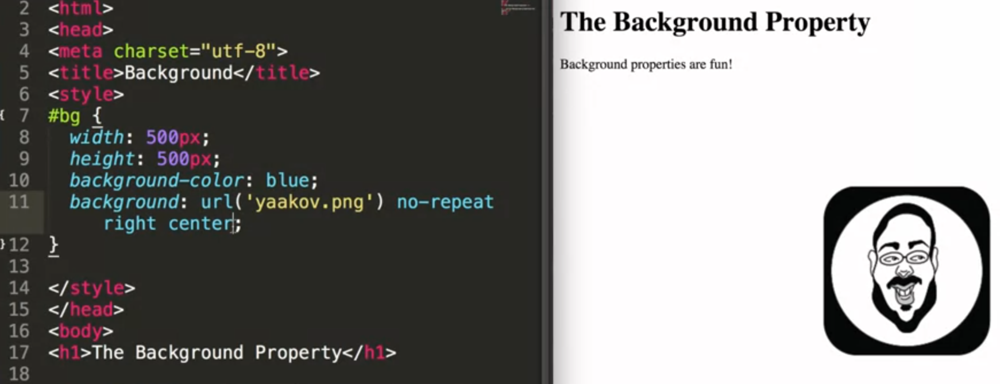 2 <html>
3 <head>
4 <meta charset="utf-8">
5 <title>Background</title>
6 <style>
{ 7 #bg {
8 width: 500px;
9 height: 500px;
10 background-color: blue;
11 background: url('yaakov.png') no-repeat
right center;
}12 }
13
14 </style>
15 </head>
16 <body>
17 <h1>The Background Property</h1>
18
The Background Property
Background properties are fun!